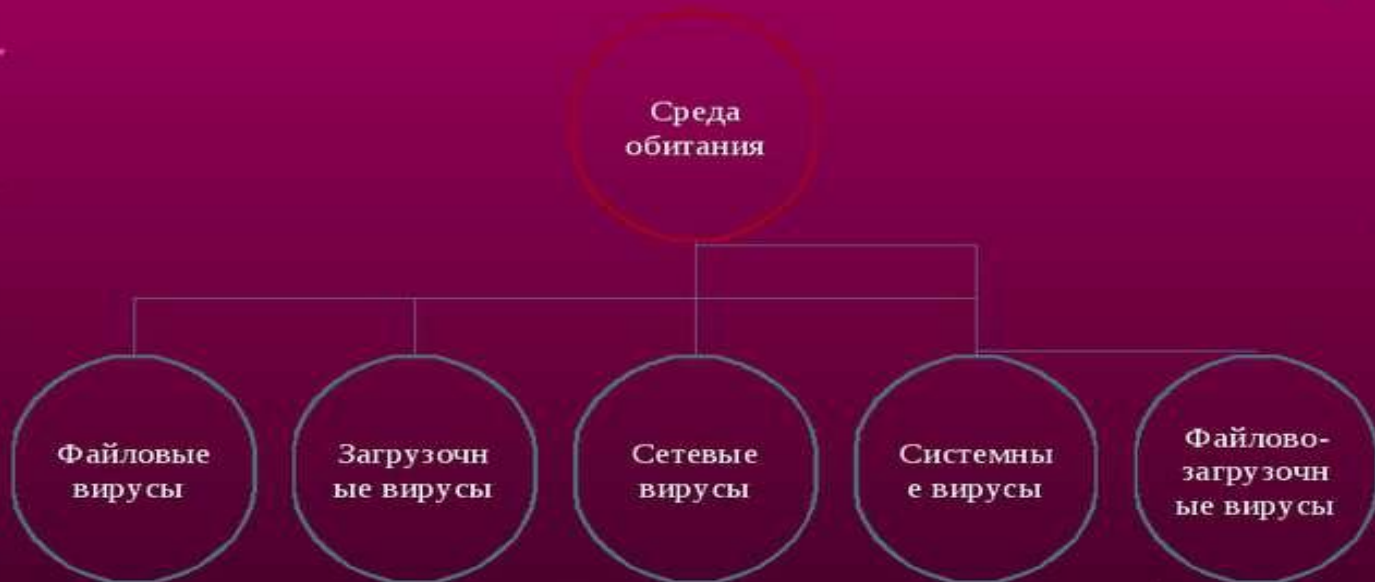 Среда
обитания
Файловые
вирусы
Загрузочн
ые вирусы
Сетевые
вирусы
Системны
е вирусы
Файлово-
загрузочн
ые вирусы